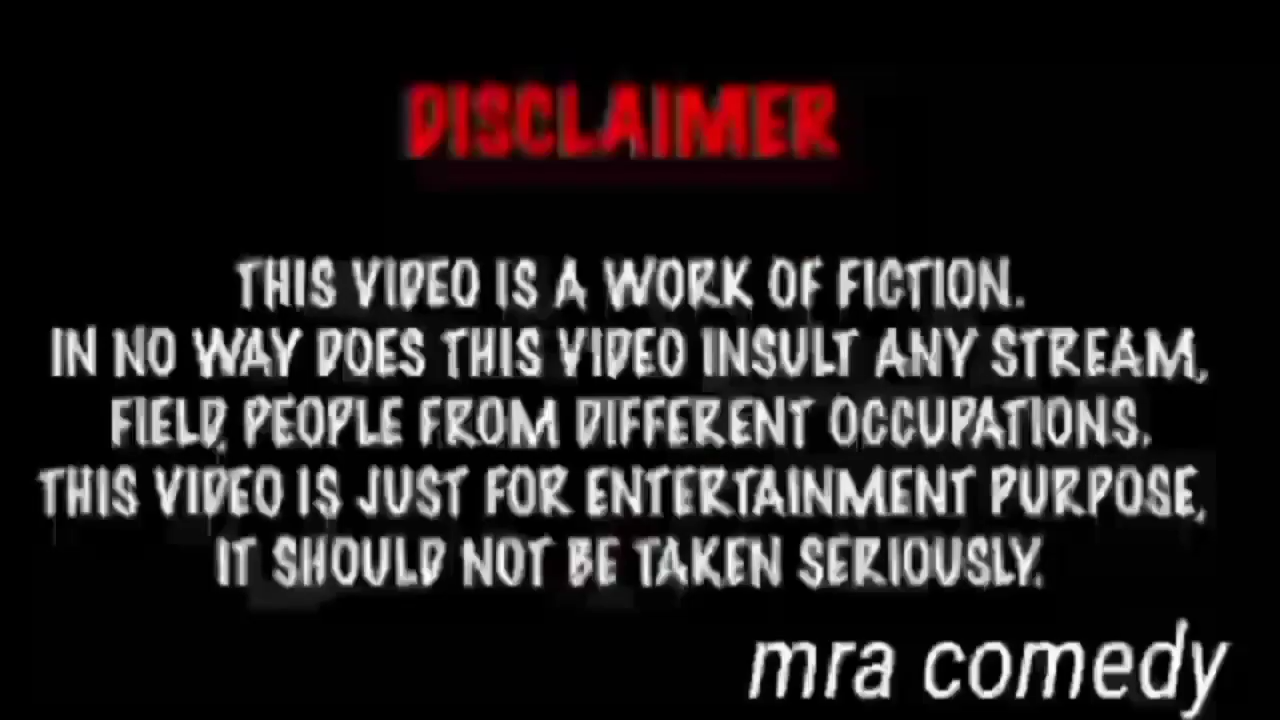 DISCLAIMER
THIS VIDEO IS A WORK OF FICTION.
IN NO WAY DOES THIS VIDEO INSULT ANY STREAM,
FIELD, PEOPLE FROM DIFFERENT OCCUPATIONS.
THIS VIDEO IS JUST FOR ENTERTAINMENT PURPOSE,
IT SHOULD NOT BE TAKEN SERIOUSLY.
mra comedy